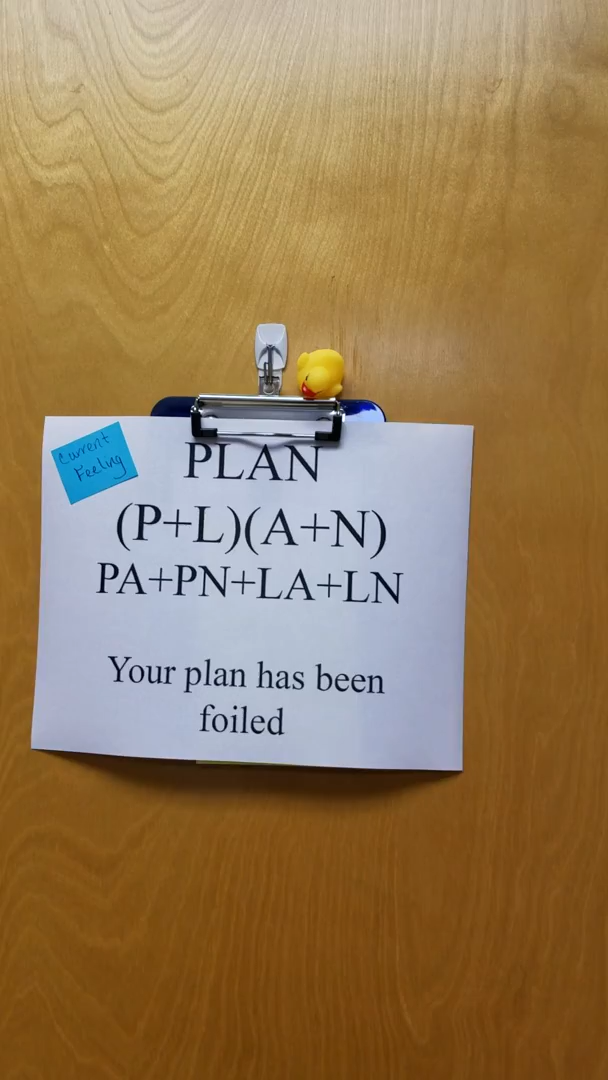 Current
Feeling
PLAN
(P+L)(A+N)
PA+PN+LA+LN
Your plan has been
foiled